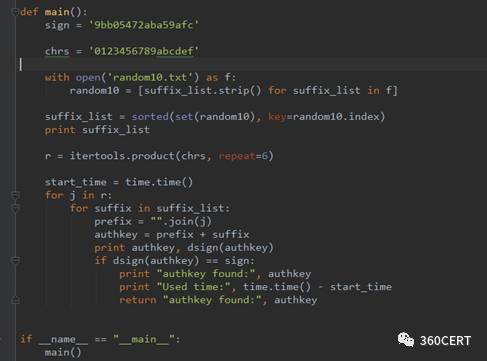 def main():
    sign = '9bb05472aba59afc'
    chrs = '0123456789abcdef'
    with open('random10.txt') as f:
        random10 = [suffix_list.strip() for suffix_list in f]
    suffix_list = sorted(set(random10), key=random10.index)
    print suffix_list
    r = itertools.product(chrs, repeat=6)
    start_time = time.time()
    for j in r:
        for suffix in suffix_list:
            prefix = "".join(j)
            authkey = prefix + suffix
            print authkey, dsign(authkey)
            if dsign(authkey) == sign:
                print "authkey found:", authkey
                print "Used time:", time.time() - start_time
                return "authkey found:", authkey
if __name__ == "__main__":
    main()
360CERT